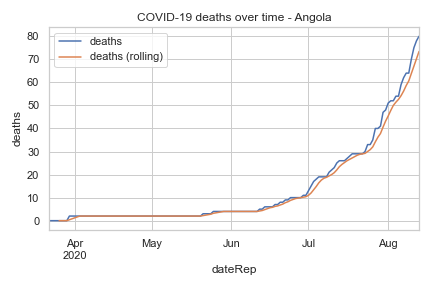 COVID-19 deaths over time - Angola
deaths
deaths (rolling)
80
70
60
50
40
30
20
10
0
deaths
Apr
2020
May
Jun
Jul
Aug
dateRep